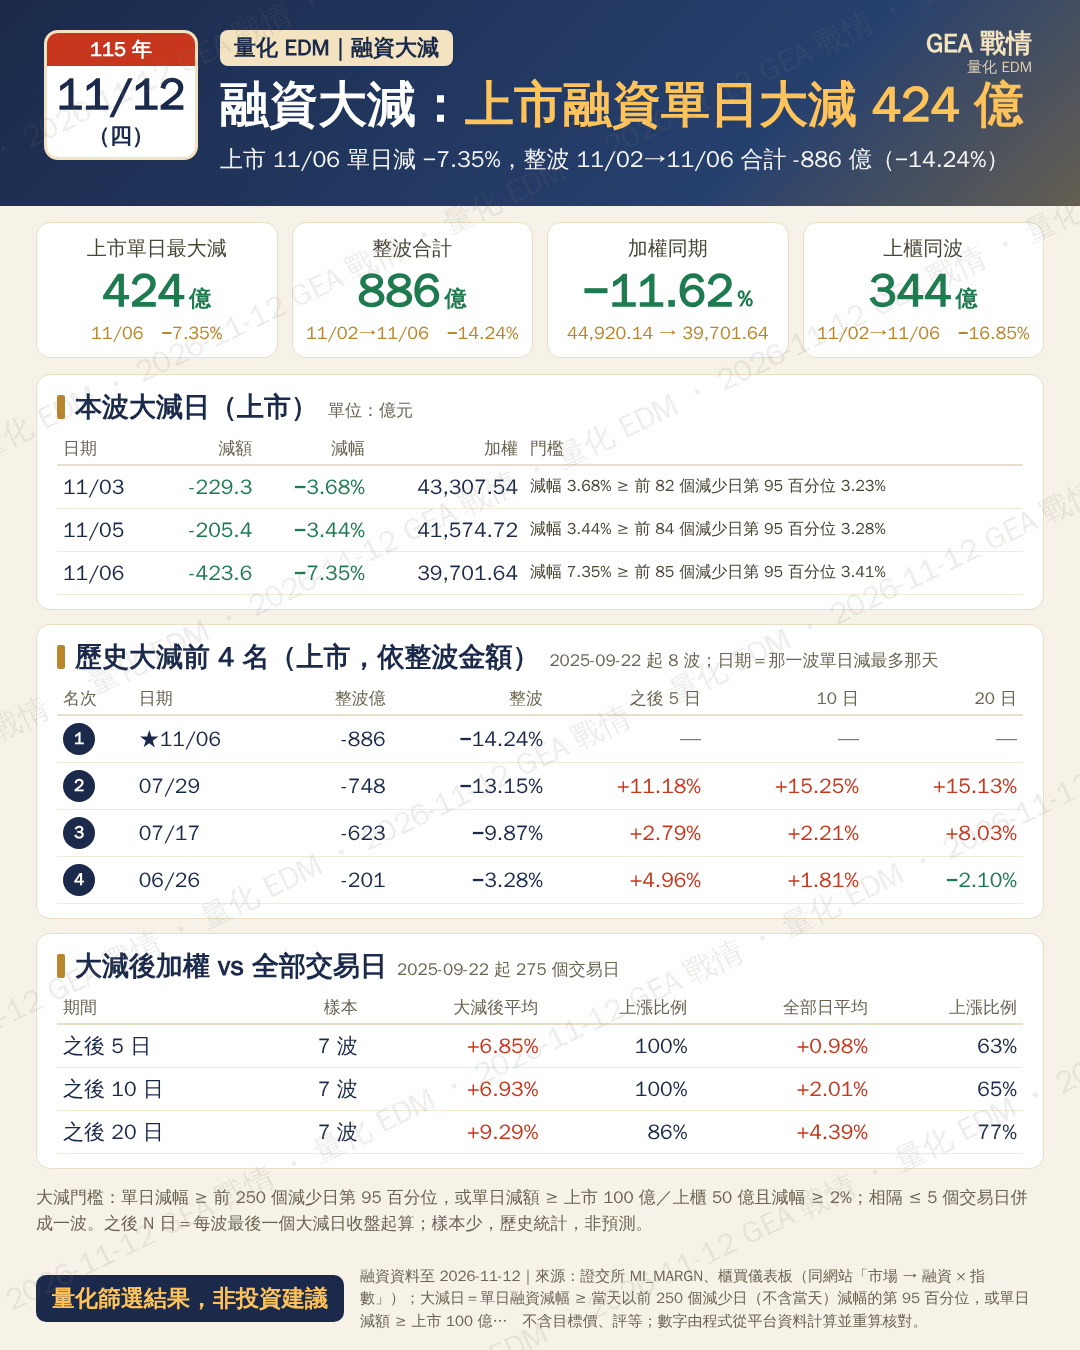 115 年
11/12
（四）
量化 EDM｜融資大減
GEA 戰情
量化 EDM
融資大減：上市融資單日大減 424 億
上市 11/06 單日減 −7.35%，整波 11/02→11/06 合計 -886 億（−14.24%）
上市單日最大減
424 億
11/06 −7.35%
整波合計
886 億
11/02→11/06 −14.24%
加權同期
−11.62 %
44,920.14 → 39,701.64
上櫃同波
344 億
11/02→11/06 −16.85%
本波大減日（上市） 單位：億元
日期 減額 減幅 加權 門檻
11/03 -229.3 −3.68% 43,307.54 減幅 3.68% ≥ 前 82 個減少日第 95 百分位 3.23%
11/05 -205.4 −3.44% 41,574.72 減幅 3.44% ≥ 前 84 個減少日第 95 百分位 3.28%
11/06 -423.6 −7.35% 39,701.64 減幅 7.35% ≥ 前 85 個減少日第 95 百分位 3.41%
歷史大減前 4 名（上市，依整波金額） 2025-09-22 起 8 波；日期＝那一波單日減最多那天
名次 日期 整波億 整波 之後 5 日 10 日 20 日
1 ★11/06 -886 −14.24% — — —
2 07/29 -748 −13.15% +11.18% +15.25% +15.13%
3 07/17 -623 −9.87% +2.79% +2.21% +8.03%
4 06/26 -201 −3.28% +4.96% +1.81% −2.10%
大減後加權 vs 全部交易日 2025-09-22 起 275 個交易日
期間 樣本 大減後平均 上漲比例 全部日平均 上漲比例
之後 5 日 7 波 +6.85% 100% +0.98% 63%
之後 10 日 7 波 +6.93% 100% +2.01% 65%
之後 20 日 7 波 +9.29% 86% +4.39% 77%
大減門檻：單日減幅 ≥ 前 250 個減少日第 95 百分位，或單日減額 ≥ 上市 100 億／上櫃 50 億且減幅 ≥ 2%；相隔 ≤ 5 個交易日併
成一波。之後 N 日＝每波最後一個大減日收盤起算；樣本少，歷史統計，非預測。
量化篩選結果，非投資建議
融資資料至 2026-11-12｜來源：證交所 MI_MARGN、櫃買儀表板（同網站「市場 → 融資 × 指
數」）；大減日＝單日融資減幅 ≥ 當天以前 250 個減少日（不含當天）減幅的第 95 百分位，或單日
減額 ≥ 上市 100 億⋯ 不含目標價、評等；數字由程式從平台資料計算並重算核對。